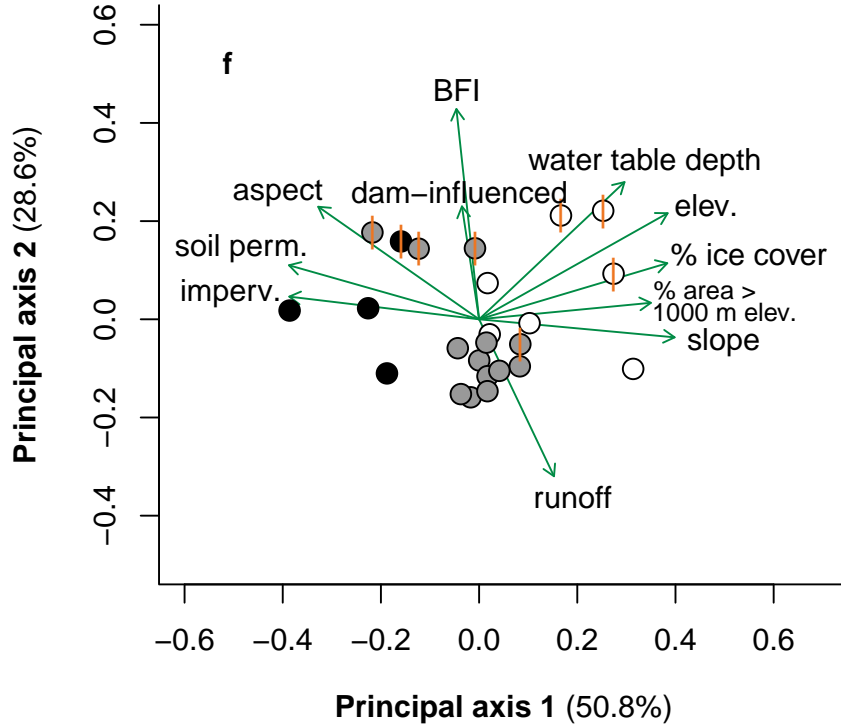 f
BFI
water table depth
aspect
dam−influenced
elev.
soil perm.
% ice cover
imperv.
% area >
1000 m elev.
slope
runoff
Principal axis 2 (28.6%)
0.6
0.4
0.2
0.0
−0.2
−0.4
−0.6 −0.4 −0.2 0.0 0.2 0.4 0.6
Principal axis 1 (50.8%)